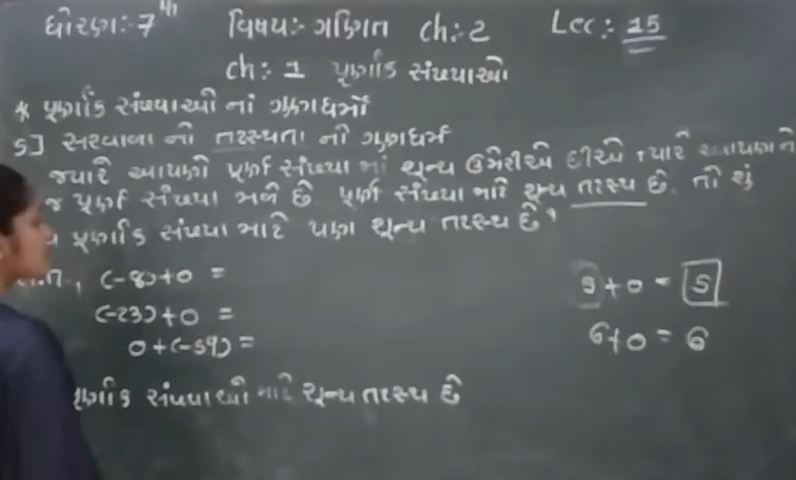 ધોરણ:- 7th વિષય:- ગણિત ch:- 2 Lec:- 15
ch:- 1 પૂર્ણાંક સંખ્યાઓ
* પૂર્ણાંક સંખ્યાઓ નાં ગુણધર્મો
5] સરવાળા નો તટસ્થતા નો ગુણધર્મ
જ્યારે આપણે પૂર્ણ સંખ્યા માં શૂન્ય ઉમેરીએ છીએ ત્યારે આપણ ને
જ પૂર્ણ સંખ્યા મળે છે. પૂર્ણ સંખ્યા માટે શૂન્ય તટસ્થ છે. તો શું
પૂર્ણાંક સંખ્યા માટે પણ શૂન્ય તટસ્થ છે?
(-8)+0 = 5+0 = 5
(-23)+0 = 6+0 = 6
0+(-59) =
સંખ્યાઓ માટે શૂન્ય તટસ્થ છે